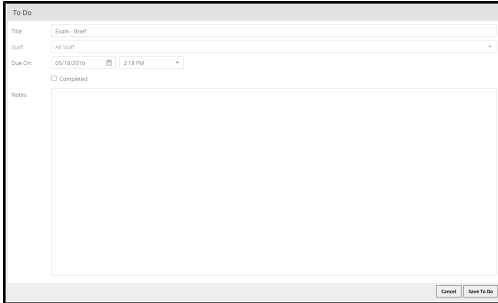 To Do
Title: Exam - Brief
Staff: All Staff
Due On: 05/18/2016 2:18 PM
Completed
Notes:
Cancel Save To Do